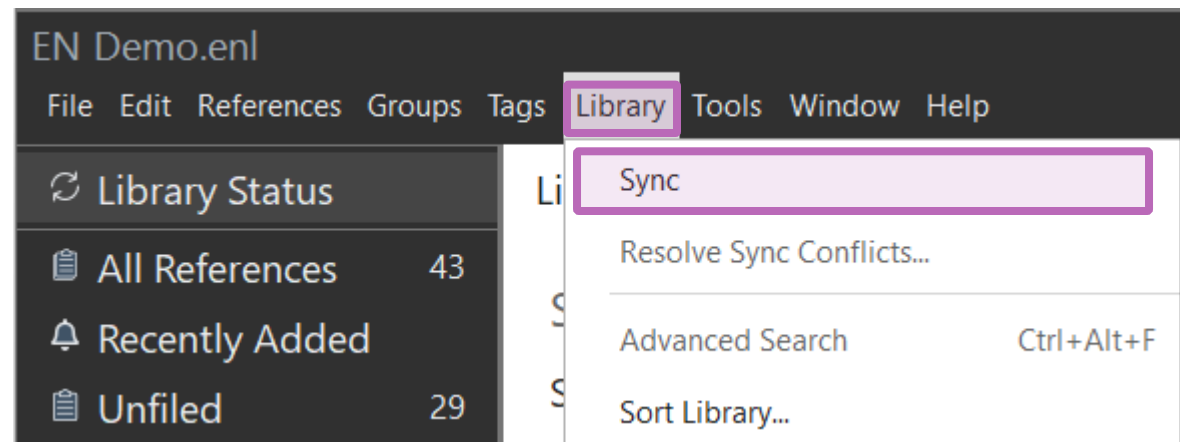 EN Demo.enl
File Edit References Groups Tags Library Tools Window Help
Library Status
All References 43
Recently Added
Unfiled 29
Li
Sync
Resolve Sync Conflicts...
S
Advanced Search Ctrl+Alt+F
S
Sort Library...